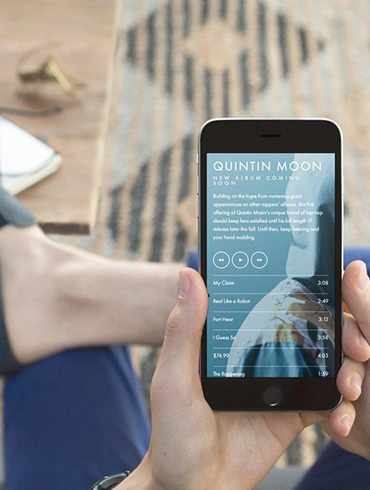 QUINTIN MOON
NEW ALBUM COMING
SOON
Building on the hype from numerous guest
appearances on other rappers' albums, this first
offering of Quintin Moon's unique brand of hip-hop
should keep fans satisfied until his full-length LP
release later this fall. Until then, keep listening and
your head nodding.
My Claim 3:08
Real Like a Robot 2:49
Fort Hear 3:12
I Guess So 3:58
$74.99 4:03
The Rappening 1:59